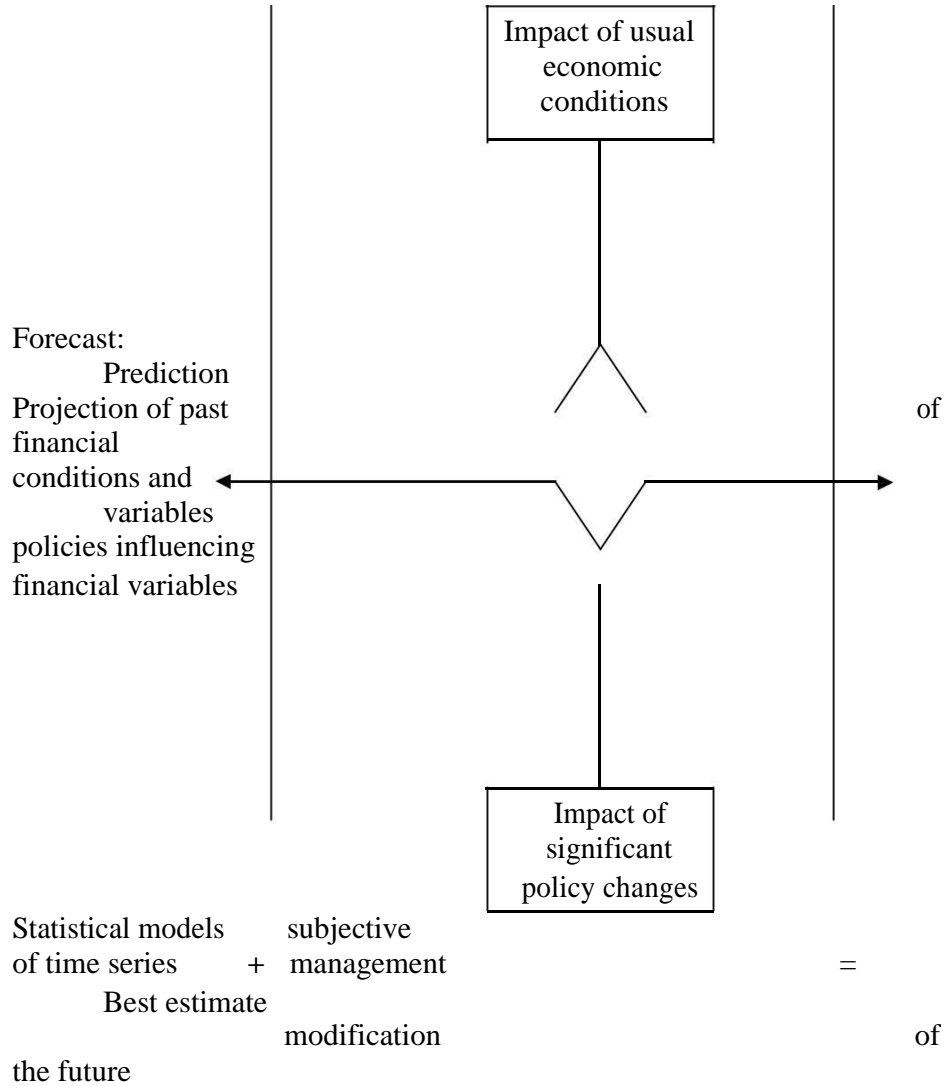 Impact of usual
economic
conditions
Forecast:
Prediction
Projection of past of
financial
conditions and
variables
policies influencing
financial variables
Impact of
significant
policy changes
Statistical models subjective
of time series + management =
Best estimate
modification of
the future